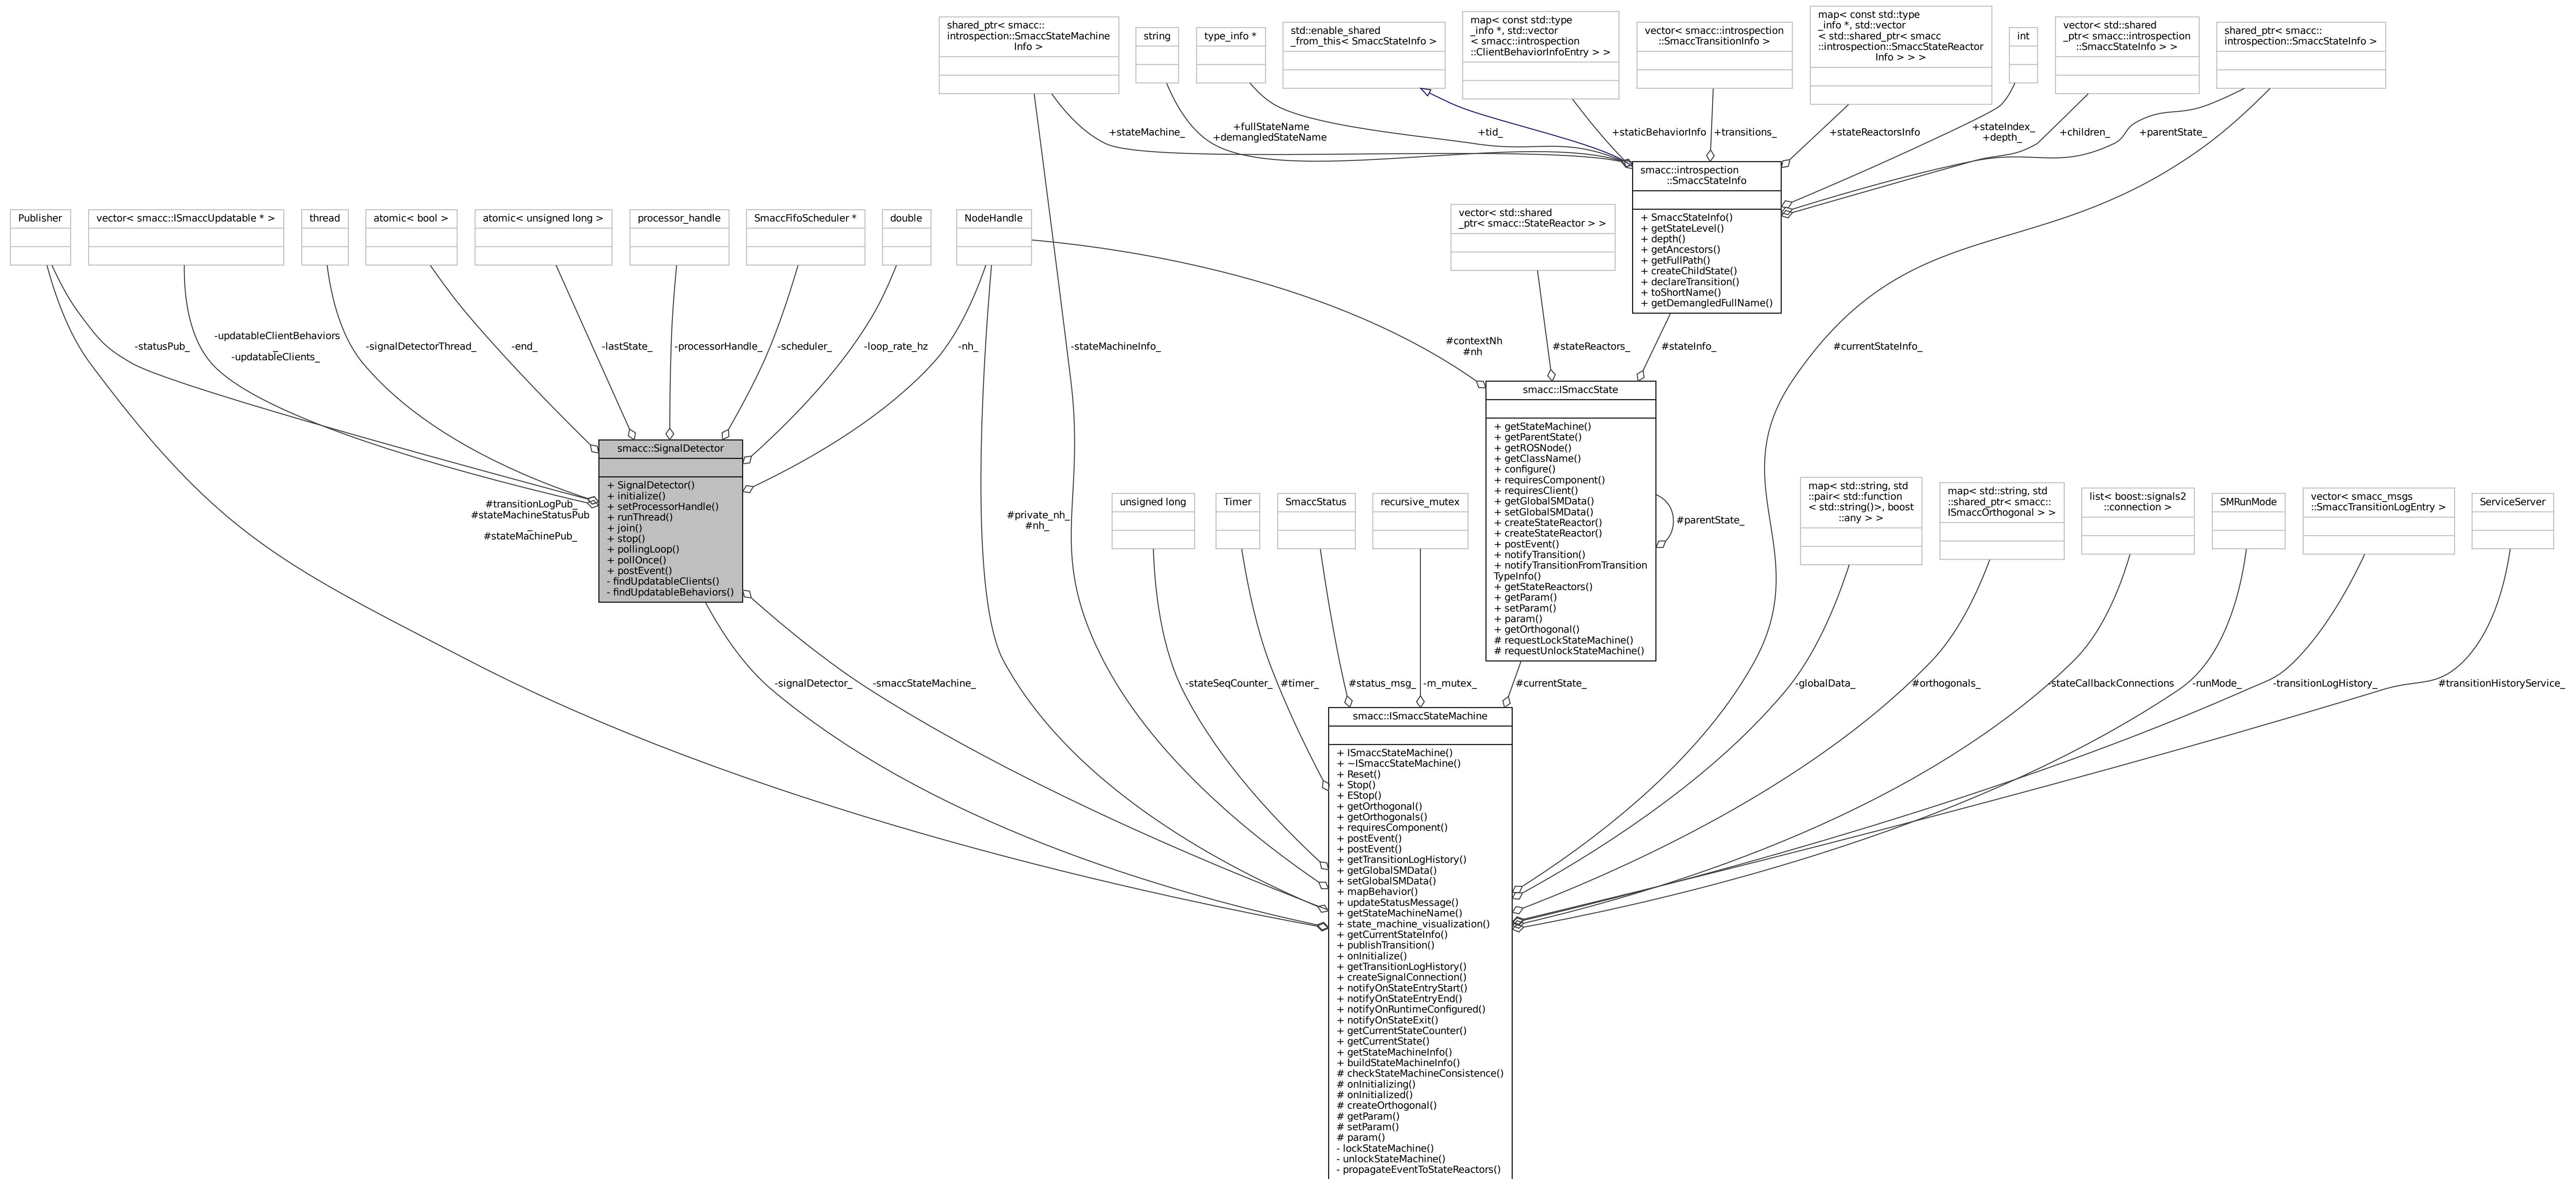 shared_ptr< smacc::
introspection::SmaccStateMachine
Info >
string
type_info *
std::enable_shared
_from_this< SmaccStateInfo >
map< const std::type
_info *, std::vector
< smacc::introspection
::ClientBehaviorInfoEntry > >
vector< smacc::introspection
::SmaccTransitionInfo >
map< const std::type
_info *, std::vector
< std::shared_ptr< smacc
::introspection::SmaccStateReactor
Info > > >
int
vector< std::shared
_ptr< smacc::introspection
::SmaccStateInfo > >
shared_ptr< smacc::
introspection::SmaccStateInfo >
+stateMachine_
+fullStateName
+demangledStateName
+tid_
+staticBehaviorInfo
+transitions_
+stateReactorsInfo
+stateIndex_
+depth_
+children_
+parentState_
smacc::introspection
::SmaccStateInfo
+ SmaccStateInfo()
+ getStateLevel()
+ depth()
+ getAncestors()
+ getFullPath()
+ createChildState()
+ declareTransition()
+ toShortName()
+ getDemangledFullName()
Publisher
vector< smacc::ISmaccUpdatable * >
thread
atomic< bool >
atomic< unsigned long >
processor_handle
SmaccFifoScheduler *
double
NodeHandle
vector< std::shared
_ptr< smacc::StateReactor > >
-statusPub_
-updatableClientBehaviors
_
-updatableClients_
-signalDetectorThread_
-end_
-lastState_
-processorHandle_
-scheduler_
-loop_rate_hz
-nh_
-stateMachineInfo_
#contextNh
#nh
#stateReactors_
#stateInfo_
#currentStateInfo_
smacc::SignalDetector
+ SignalDetector()
+ initialize()
+ setProcessorHandle()
+ runThread()
+ join()
+ stop()
+ pollingLoop()
+ pollOnce()
+ postEvent()
- findUpdatableClients()
- findUpdatableBehaviors()
smacc::ISmaccState
+ getStateMachine()
+ getParentState()
+ getROSNode()
+ getClassName()
+ configure()
+ requiresComponent()
+ requiresClient()
+ getGlobalSMData()
+ setGlobalSMData()
+ createStateReactor()
+ createStateReactor()
+ postEvent()
+ notifyTransition()
+ notifyTransitionFromTransition
TypeInfo()
+ getStateReactors()
+ getParam()
+ setParam()
+ param()
+ getOrthogonal()
# requestLockStateMachine()
# requestUnlockStateMachine()
#parentState_
#transitionLogPub_
#stateMachineStatusPub
_
#stateMachinePub_
#private_nh_
#nh_
unsigned long
Timer
SmaccStatus
recursive_mutex
map< std::string, std
::pair< std::function
< std::string()>, boost
::any > >
map< std::string, std
::shared_ptr< smacc::
ISmaccOrthogonal > >
list< boost::signals2
::connection >
SMRunMode
vector< smacc_msgs
::SmaccTransitionLogEntry >
ServiceServer
-signalDetector_
-smaccStateMachine_
-stateSeqCounter_
#timer_
#status_msg_
-m_mutex_
#currentState_
-globalData_
#orthogonals_
-stateCallbackConnections
-runMode_
-transitionLogHistory_
#transitionHistoryService_
smacc::ISmaccStateMachine
+ ISmaccStateMachine()
+ ~ISmaccStateMachine()
+ Reset()
+ Stop()
+ EStop()
+ getOrthogonal()
+ getOrthogonals()
+ requiresComponent()
+ postEvent()
+ postEvent()
+ getTransitionLogHistory()
+ getGlobalSMData()
+ setGlobalSMData()
+ mapBehavior()
+ updateStatusMessage()
+ getStateMachineName()
+ state_machine_visualization()
+ getCurrentStateInfo()
+ publishTransition()
+ onInitialize()
+ getTransitionLogHistory()
+ createSignalConnection()
+ notifyOnStateEntryStart()
+ notifyOnStateEntryEnd()
+ notifyOnRuntimeConfigured()
+ notifyOnStateExit()
+ getCurrentStateCounter()
+ getCurrentState()
+ getStateMachineInfo()
+ buildStateMachineInfo()
# checkStateMachineConsistence()
# onInitializing()
# onInitialized()
# createOrthogonal()
# getParam()
# setParam()
# param()
- lockStateMachine()
- unlockStateMachine()
- propagateEventToStateReactors()